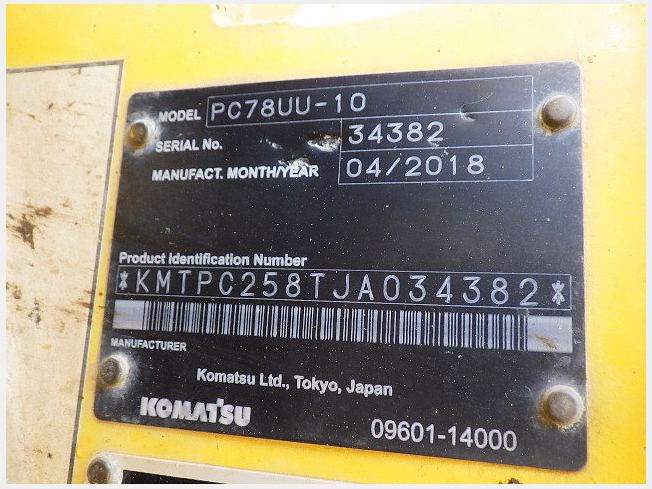 MODEL PC78UU-10
SERIAL No. 34382
MANUFACT. MONTH/YEAR 04/2018
Product Identification Number
*KMTPC258TJA034382*
MANUFACTURER
Komatsu Ltd., Tokyo, Japan
KOMATSU
09601-14000